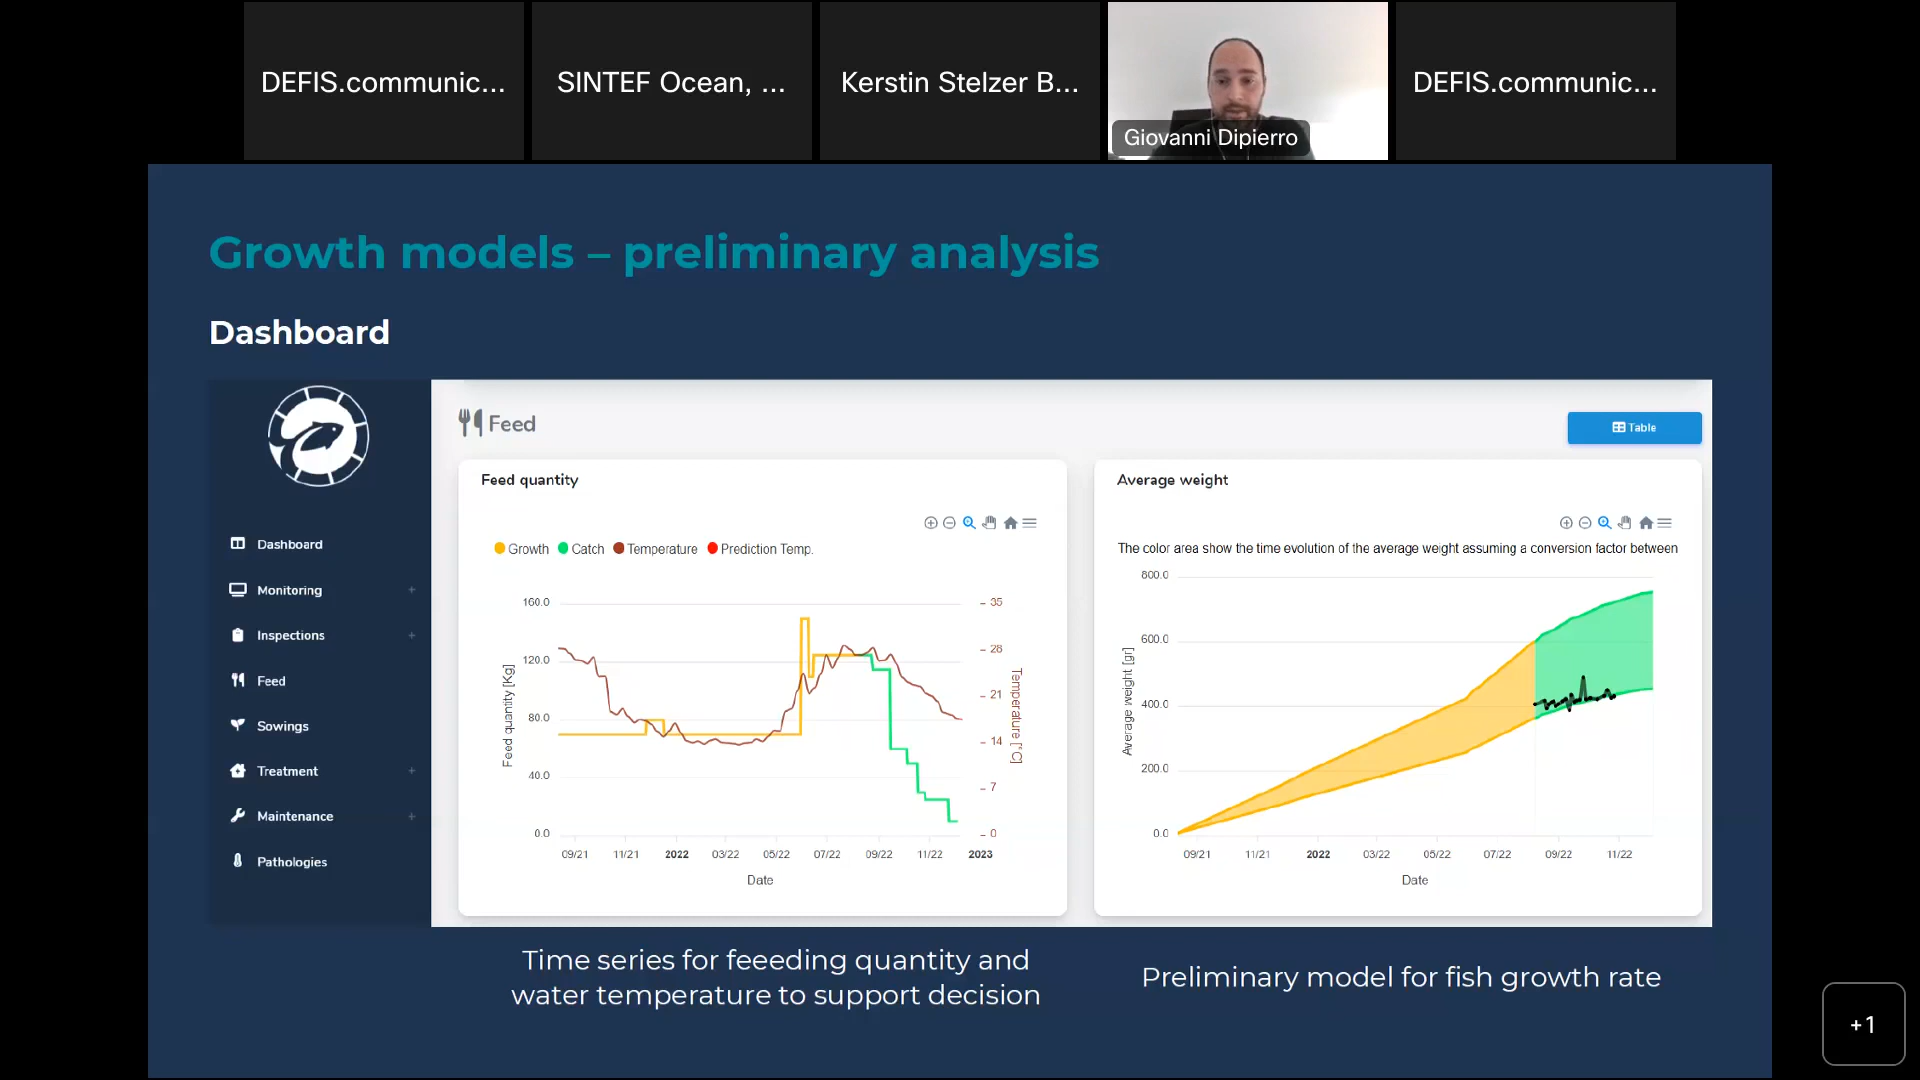 DEFIS.communic...
SINTEF Ocean, ...
Kerstin Stelzer B...
Giovanni Dipierro
DEFIS.communic...
Growth models – preliminary analysis
Dashboard
Dashboard
Monitoring +
Inspections +
Feed
Sowings
Treatment +
Maintenance +
Pathologies
Feed
Table
Feed quantity
Growth Catch Temperature Prediction Temp.
160.0
120.0
80.0
40.0
0.0
Feed quantity [Kg]
35
28
21
14
7
0
Temperature [°C]
09/21 11/21 2022 03/22 05/22 07/22 09/22 11/22 2023
Date
Average weight
The color area show the time evolution of the average weight assuming a conversion factor between
800.0
600.0
400.0
200.0
0.0
Average weight [gr]
09/21 11/21 2022 03/22 05/22 07/22 09/22 11/22
Date
Time series for feeeding quantity and
water temperature to support decision
Preliminary model for fish growth rate
+1